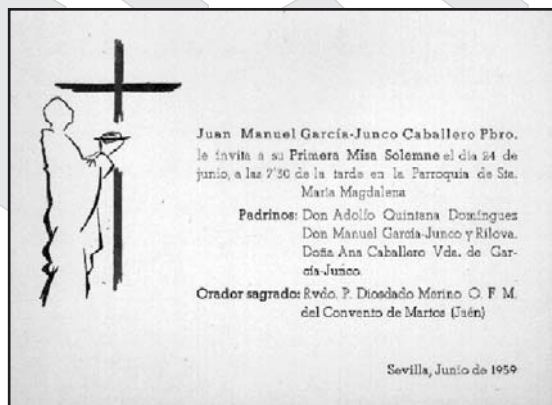 Juan Manuel García-Junco Caballero Pbro.
le invita a su Primera Misa Solemne el día 24 de
junio, a las 7'30 de la tarde en la Parroquia de Sta.
María Magdalena
Padrinos: Don Adolfo Quintana Domínguez
Don Manuel García-Junco y Rilova.
Doña Ana Caballero Vda. de Gar-
cía-Junco.
Orador sagrado: Rvdo. P. Diosdado Merino O. F. M.
del Convento de Martos (Jaén)
Sevilla, Junio de 1959